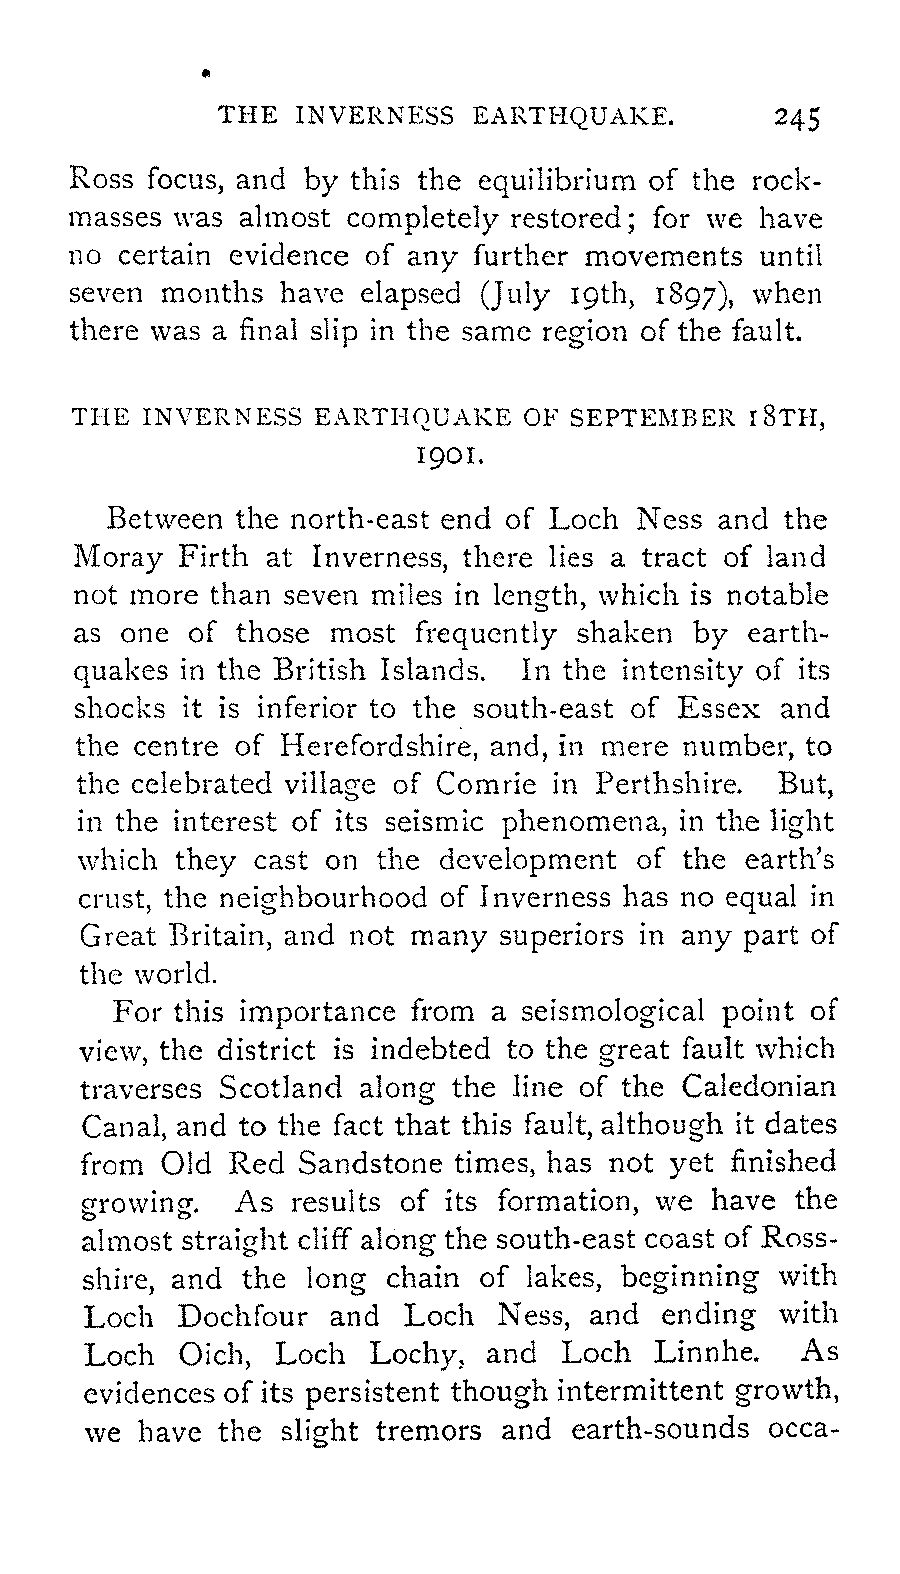 THE INVERNESS EARTHQUAKE. 245
Ross focus, and by this the equilibrium of the rock-
masses was almost completely restored; for we have
no certain evidence of any further movements until
seven months have elapsed (July 19th, 1897), when
there was a final slip in the same region of the fault.
THE INVERNESS EARTHQUAKE OF SEPTEMBER 18TH,
1901.
Between the north-east end of Loch Ness and the
Moray Firth at Inverness, there lies a tract of land
not more than seven miles in length, which is notable
as one of those most frequently shaken by earth-
quakes in the British Islands. In the intensity of its
shocks it is inferior to the south-east of Essex and
the centre of Herefordshire, and, in mere number, to
the celebrated village of Comrie in Perthshire. But,
in the interest of its seismic phenomena, in the light
which they cast on the development of the earth's
crust, the neighbourhood of Inverness has no equal in
Great Britain, and not many superiors in any part of
the world.
For this importance from a seismological point of
view, the district is indebted to the great fault which
traverses Scotland along the line of the Caledonian
Canal, and to the fact that this fault, although it dates
from Old Red Sandstone times, has not yet finished
growing. As results of its formation, we have the
almost straight cliff along the south-east coast of Ross-
shire, and the long chain of lakes, beginning with
Loch Dochfour and Loch Ness, and ending with
Loch Oich, Loch Lochy, and Loch Linnhe. As
evidences of its persistent though intermittent growth,
we have the slight tremors and earth-sounds occa-